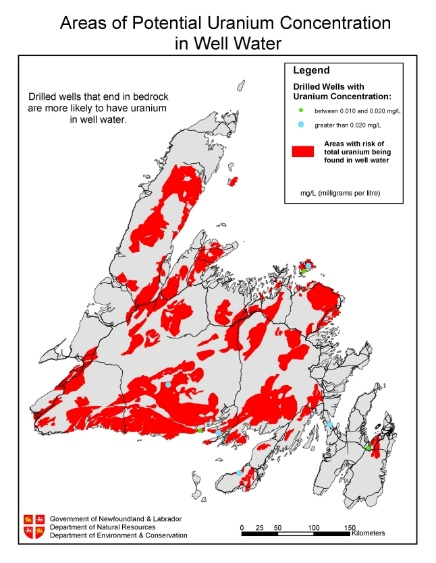 Areas of Potential Uranium Concentration
in Well Water
Drilled wells that end in bedrock
are more likely to have uranium
in well water.
Legend
Drilled Wells with
Uranium Concentration:
between 0.010 and 0.020 mg/L
greater than 0.020 mg/L
Areas with risk of
total uranium being
found in well water
mg/L (milligrams per litre)
Government of Newfoundland & Labrador
Department of Natural Resources
Department of Environment & Conservation
0 25 50 100 150
Kilometers